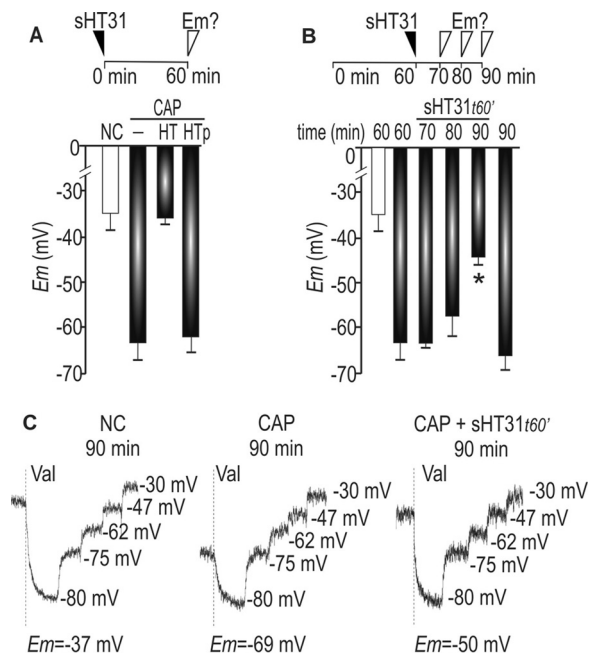 A
sHT31 Em?
0 min 60 min
CAP
NC – HT HTp
0
-30
-40
-50
-60
-70
Em (mV)
B
sHT31 Em?
0 min 60 70 80 90 min
sHT31t60'
time (min) 60 60 70 80 90 90
0
-30
-40
-50
-60
-70
Em (mV)
*
C
NC
90 min
Val
-30 mV
-47 mV
-62 mV
-75 mV
-80 mV
Em=-37 mV
CAP
90 min
Val
-30 mV
-47 mV
-62 mV
-75 mV
-80 mV
Em=-69 mV
CAP + sHT31t60'
90 min
Val
-30 mV
-47 mV
-62 mV
-75 mV
-80 mV
Em=-50 mV